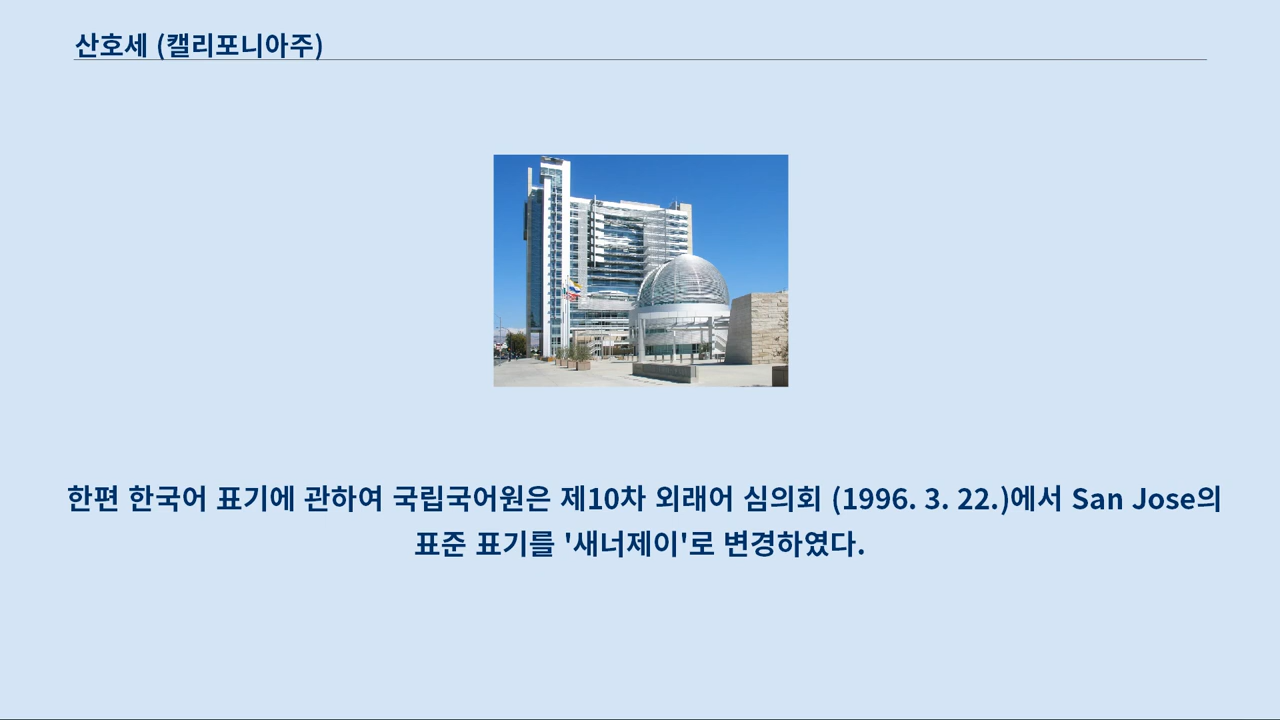 산호세 (캘리포니아주)
한편 한국어 표기에 관하여 국립국어원은 제10차 외래어 심의회 (1996. 3. 22.)에서 San Jose의
표준 표기를 '새너제이'로 변경하였다.